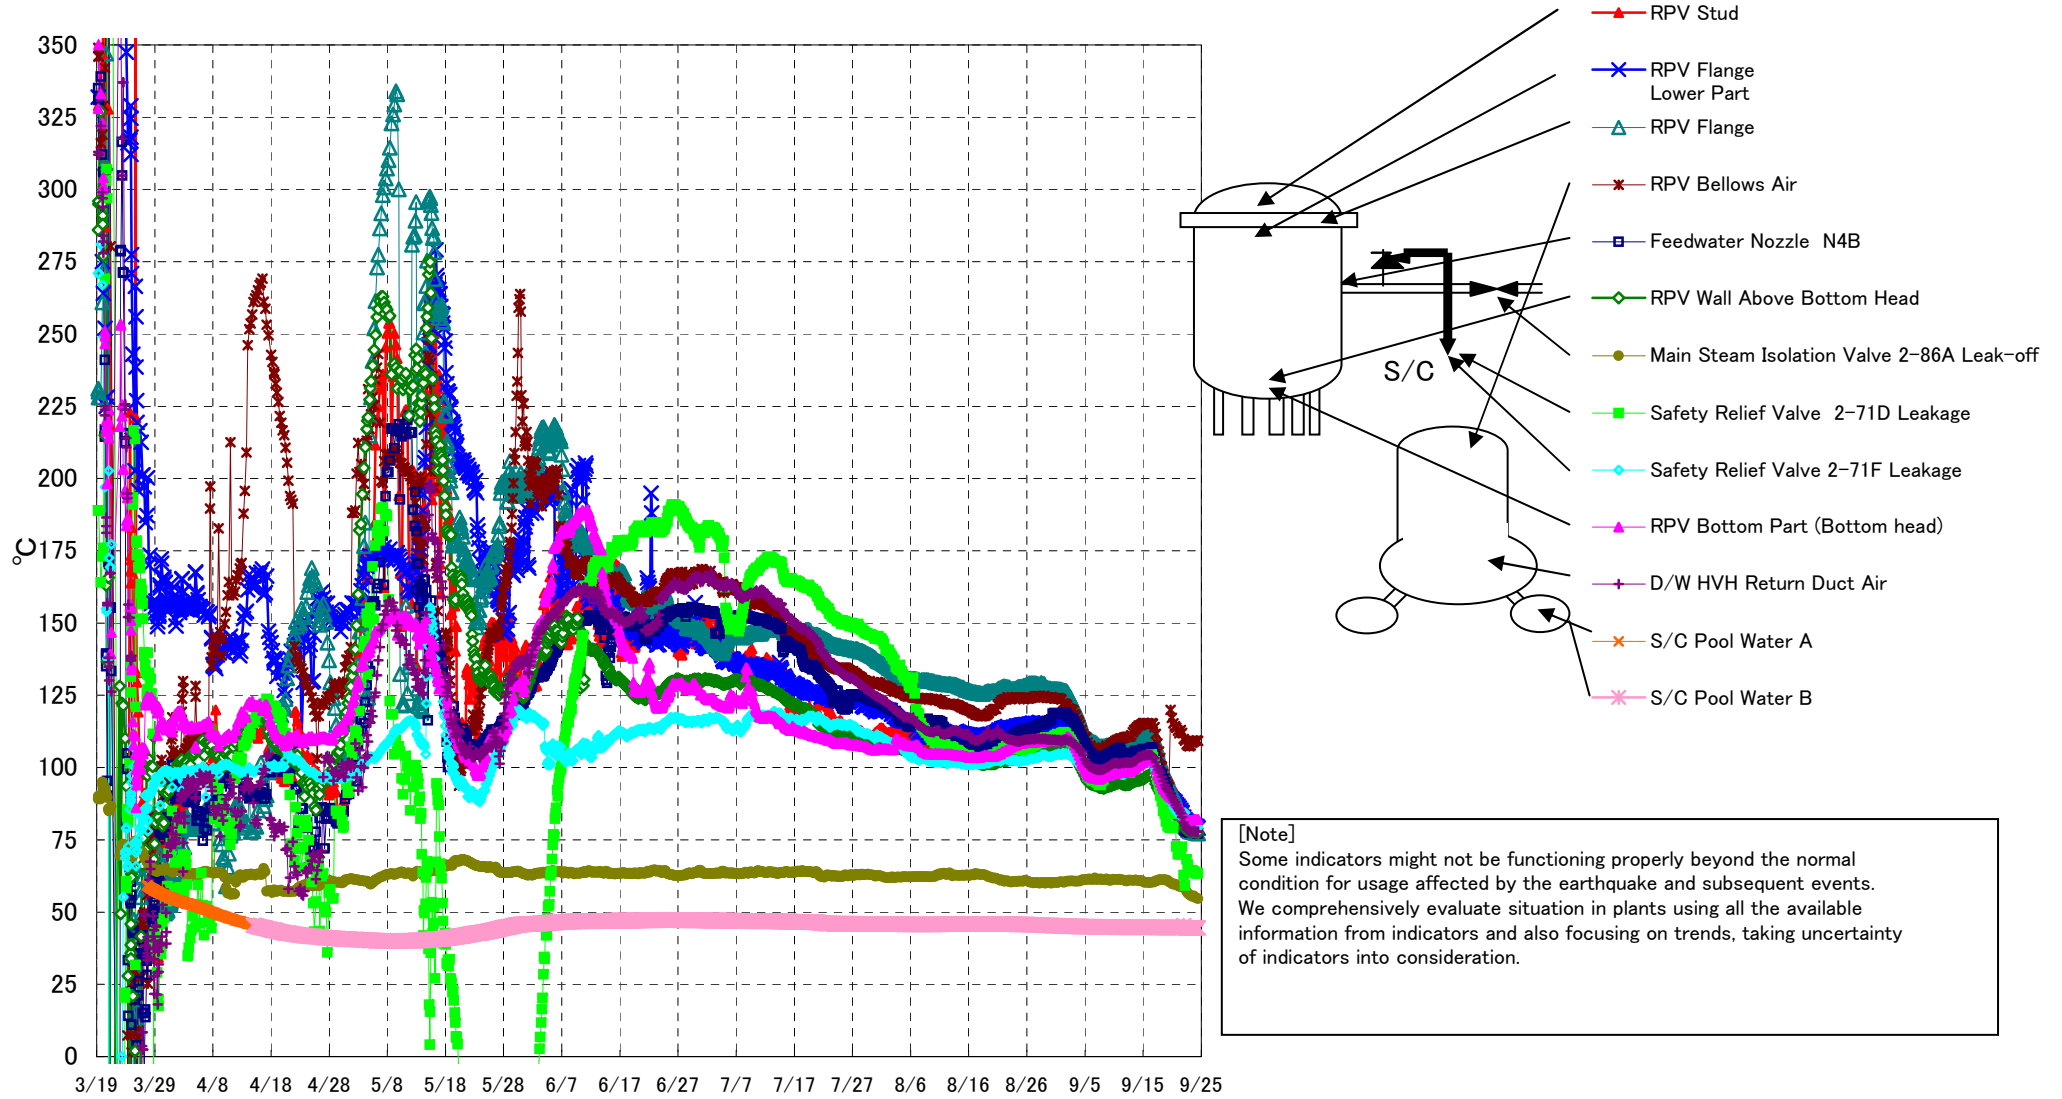 RPV Stud
RPV Flange
Lower Part
RPV Flange
RPV Bellows Air
Feedwater Nozzle N4B
RPV Wall Above Bottom Head
Main Steam Isolation Valve 2-86A Leak-off
Safety Relief Valve 2-71D Leakage
Safety Relief Valve 2-71F Leakage
RPV Bottom Part (Bottom head)
D/W HVH Return Duct Air
S/C Pool Water A
S/C Pool Water B
S/C
℃
350
325
300
275
250
225
200
175
150
125
100
75
50
25
0
3/19 3/29 4/8 4/18 4/28 5/8 5/18 5/28 6/7 6/17 6/27 7/7 7/17 7/27 8/6 8/16 8/26 9/5 9/15 9/25
[Note]
Some indicators might not be functioning properly beyond the normal
condition for usage affected by the earthquake and subsequent events.
We comprehensively evaluate situation in plants using all the available
information from indicators and also focusing on trends, taking uncertainty
of indicators into consideration.